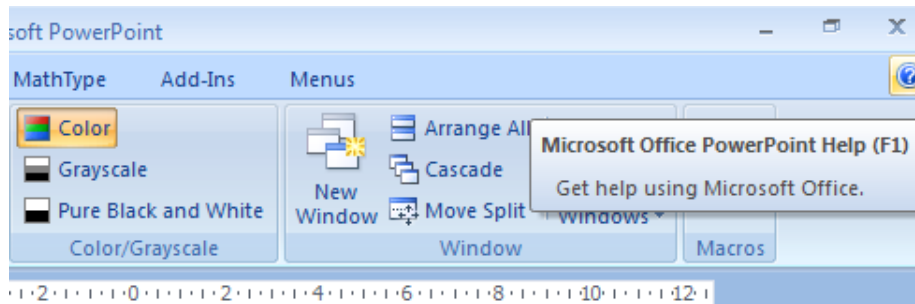 soft PowerPoint
MathType Add-Ins Menus
Color
Grayscale
Pure Black and White
Color/Grayscale
New
Window
Arrange All
Cascade
Move Split
Windows
Window
Macros
Microsoft Office PowerPoint Help (F1)
Get help using Microsoft Office.
2 0 2 4 6 8 10 12